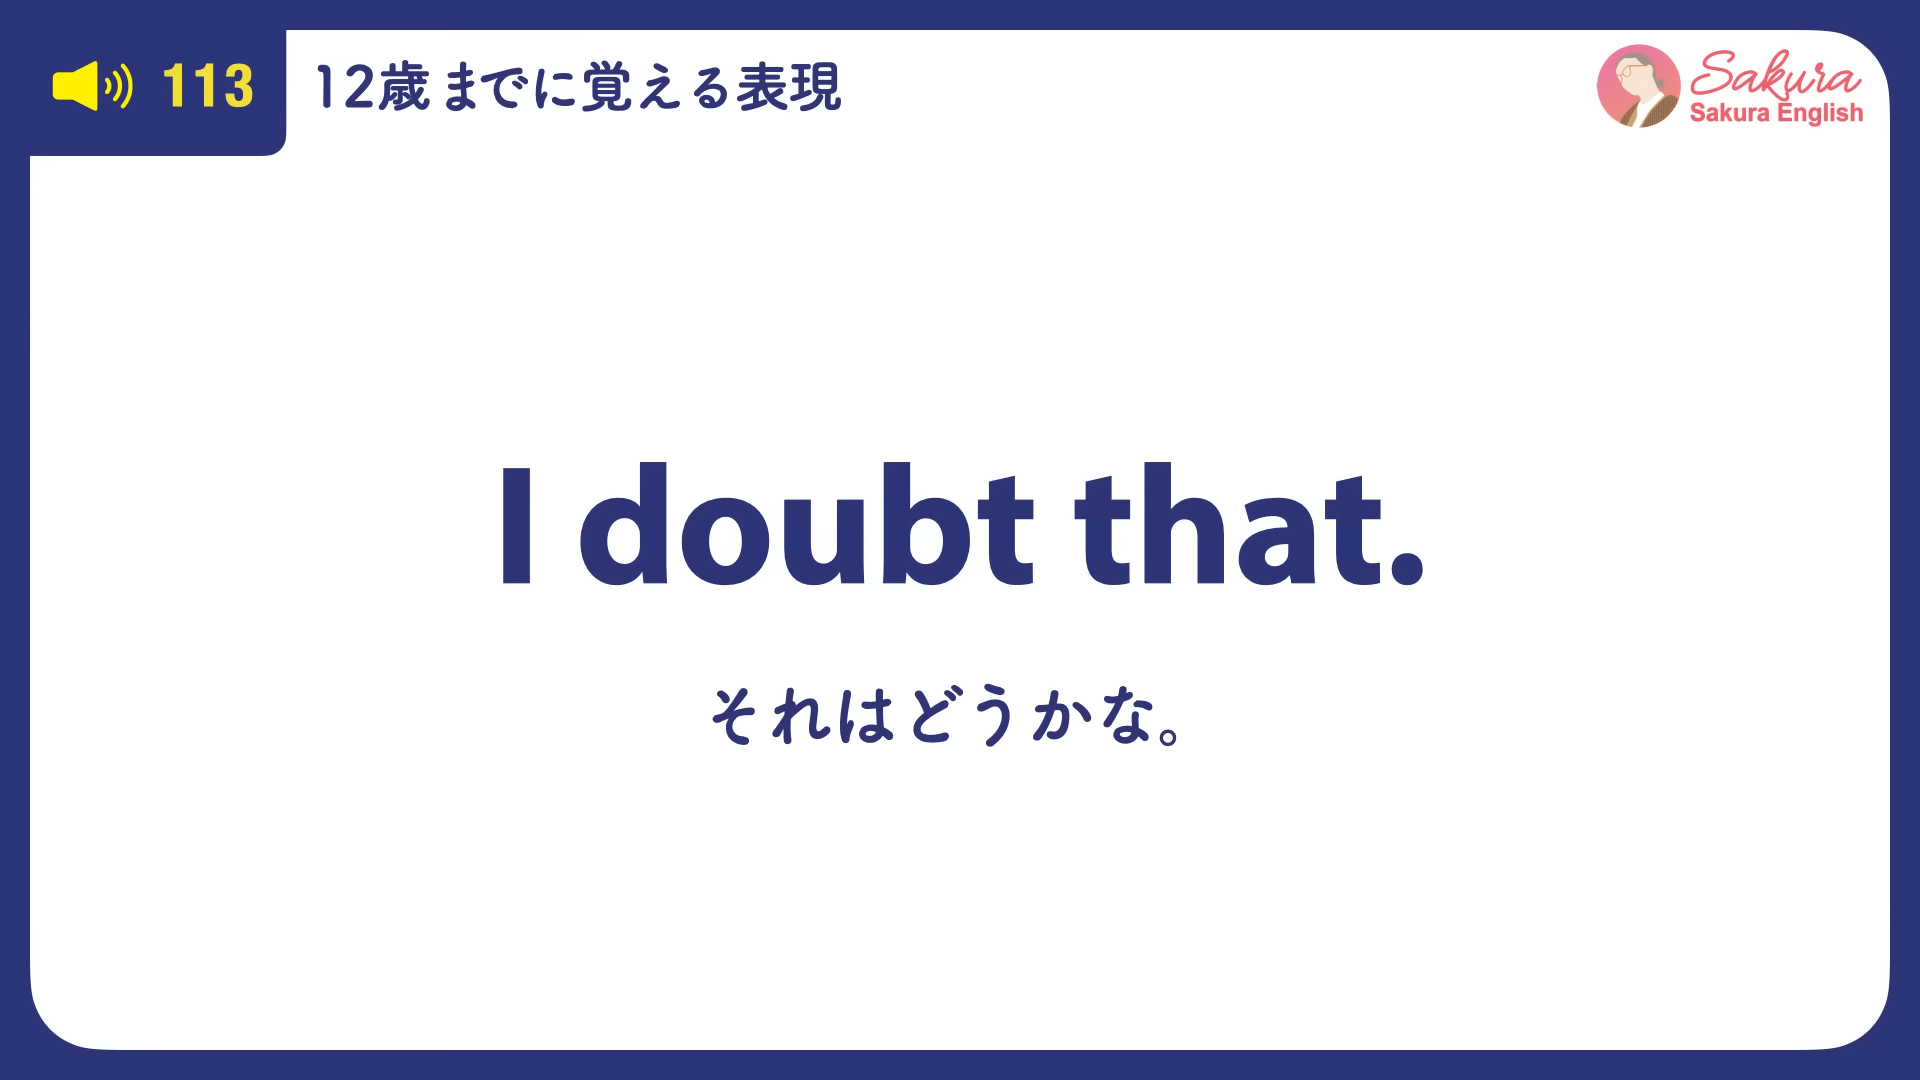 113
12歳までに覚える表現
Sakura
Sakura English
I doubt that.
それはどうかな。